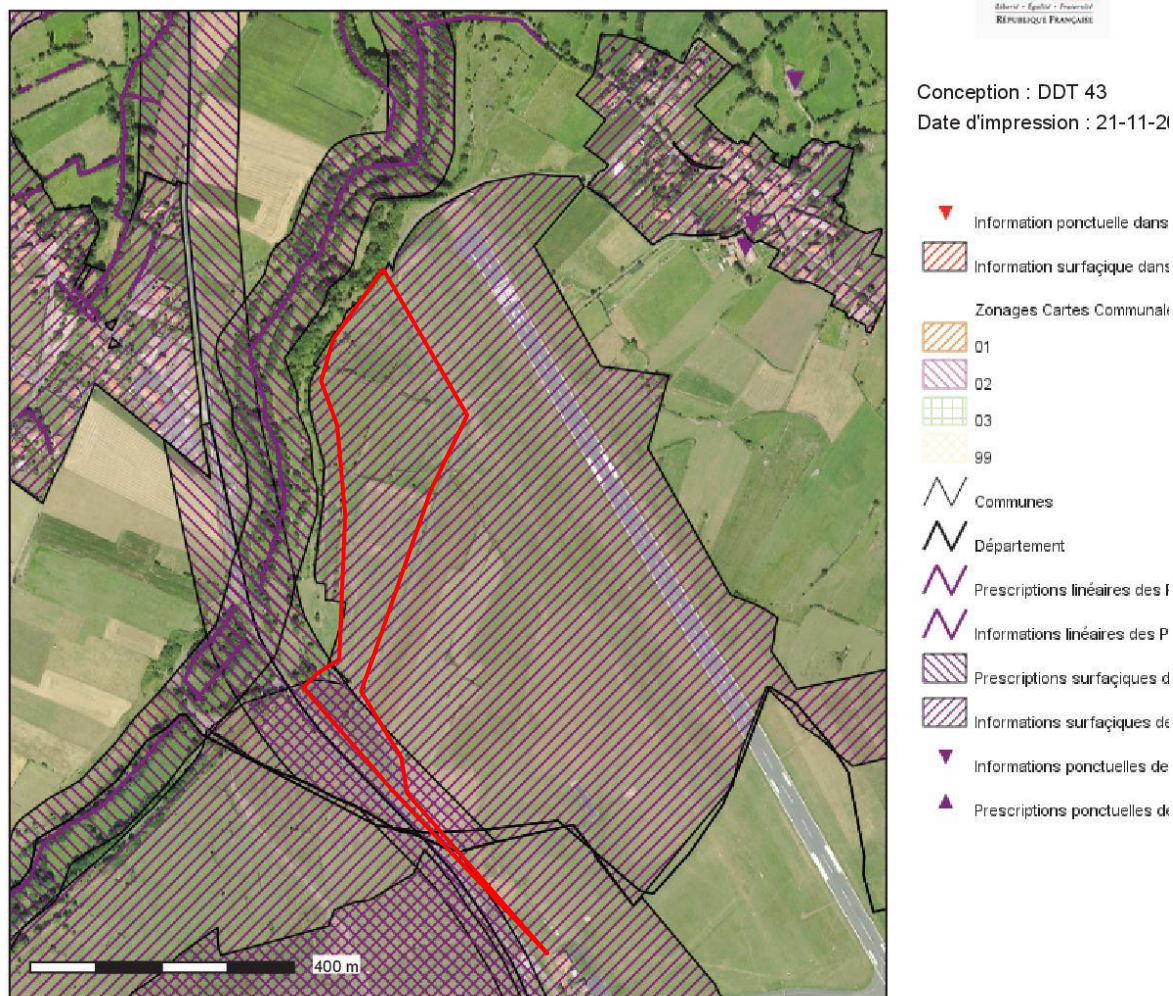 Liberté • Égalité • Fraternité
RÉPUBLIQUE FRANÇAISE
Conception : DDT 43
Date d'impression : 21-11-20
Information ponctuelle dans
Information surfaçique dans
Zonages Cartes Communale
01
02
03
99
Communes
Département
Prescriptions linéaires des P
Informations linéaires des P
Prescriptions surfaçiques d
Informations surfaçiques de
Informations ponctuelles de
Prescriptions ponctuelles de
400 m